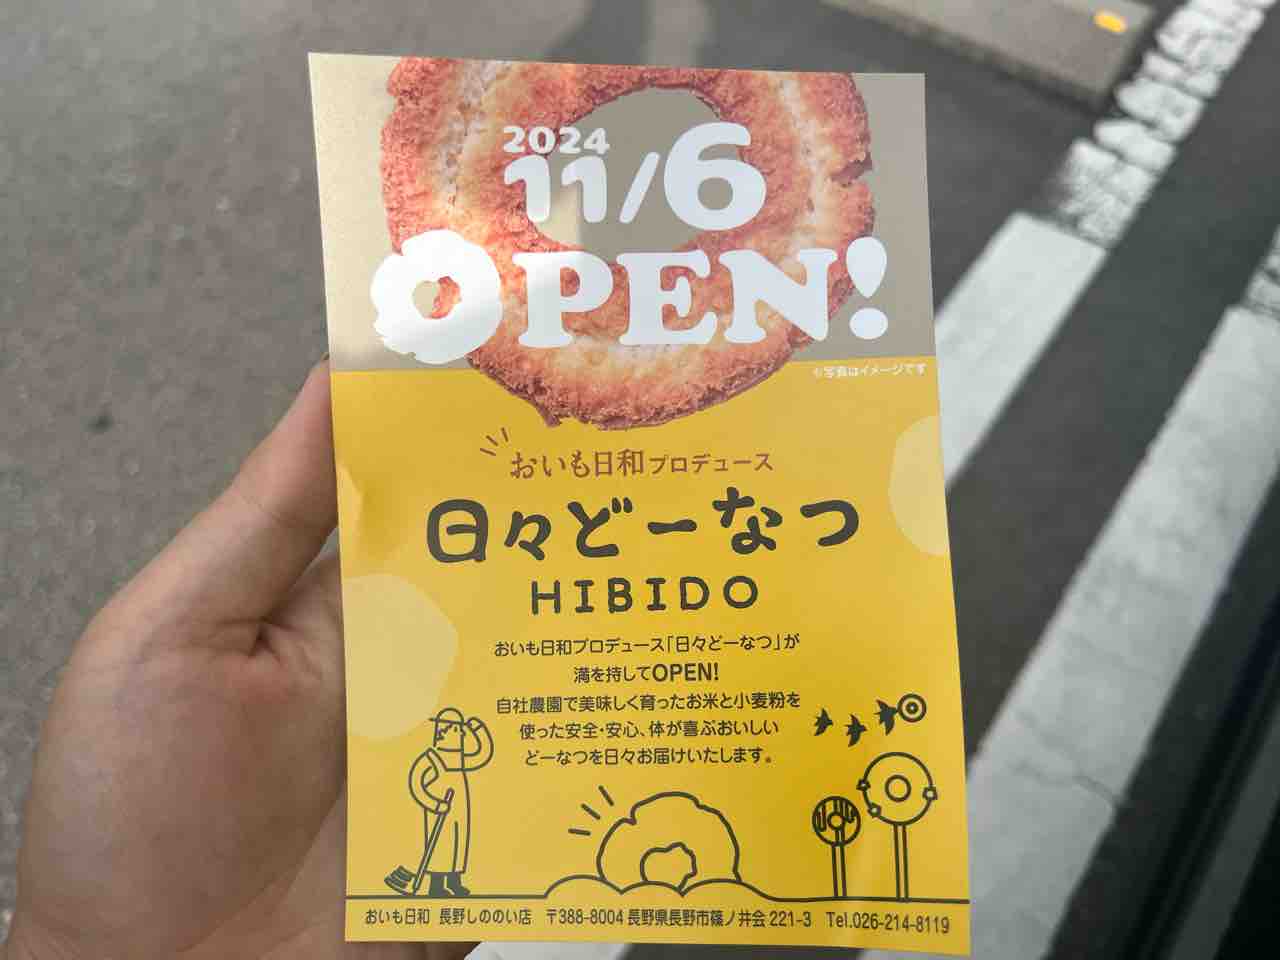 2024
11/6
OPEN!
※写真はイメージです
おいも日和プロデュース
日々どーなつ
HIBIDO
おいも日和プロデュース「日々どーなつ」が
満を持してOPEN!
自社農園で美味しく育ったお米と小麦粉を
使った安全・安心、体が喜ぶおいしい
どーなつを日々お届けいたします。
おいも日和 長野しののい店 〒388-8004 長野県長野市篠ノ井会 221-3 Tel.026-214-8119